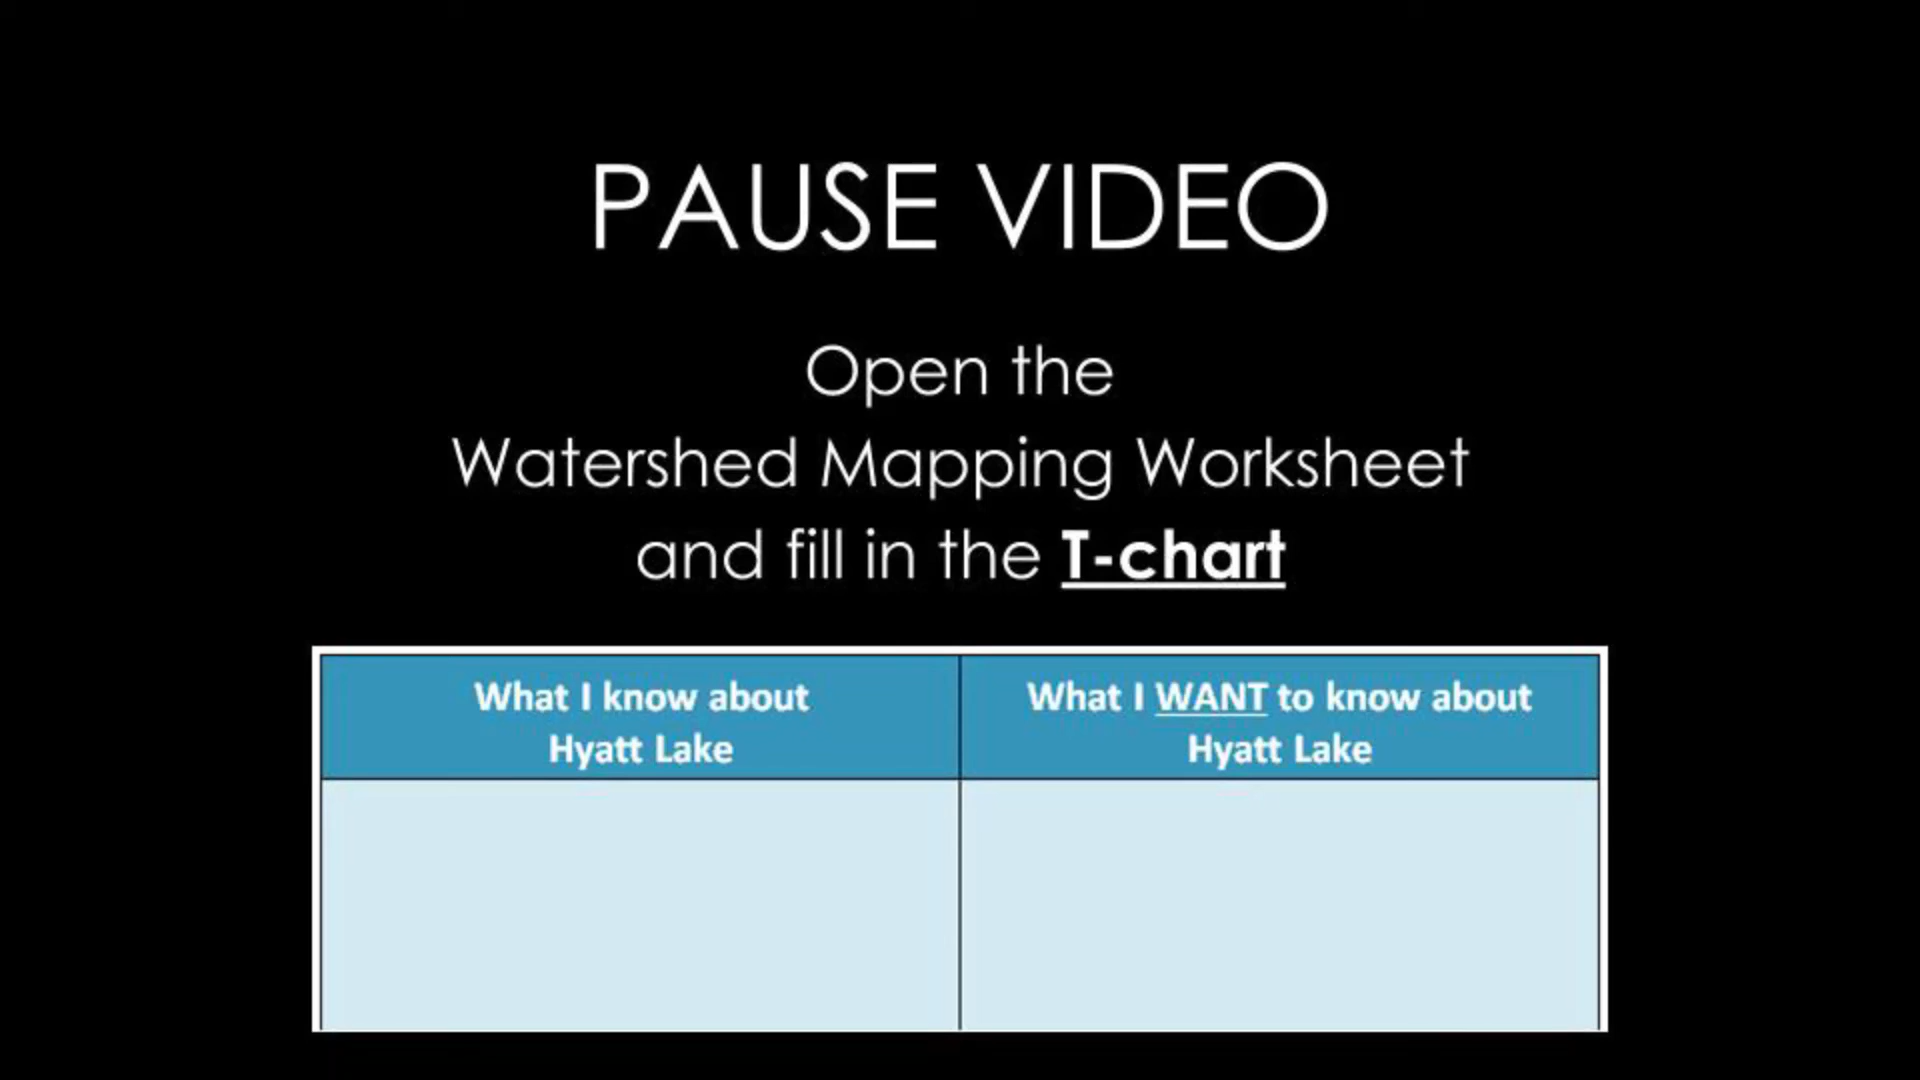 PAUSE VIDEO
Open the
Watershed Mapping Worksheet
and fill in the T-chart
What I know about
Hyatt Lake
What I WANT to know about
Hyatt Lake